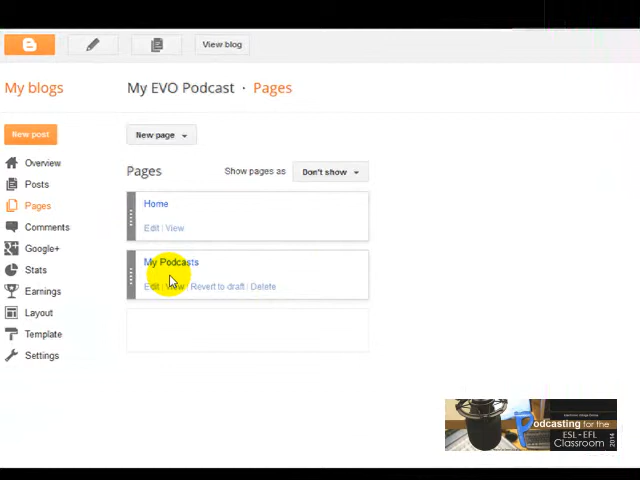 View blog
My blogs
My EVO Podcast · Pages
New post
New page
Overview
Posts
Pages
Comments
Google+
Stats
Earnings
Layout
Template
Settings
Pages
Show pages as
Don't show
Home
Edit | View
My Podcasts
Edit | View | Revert to draft | Delete
Podcasting for the
ESL-EFL
Classroom
2014